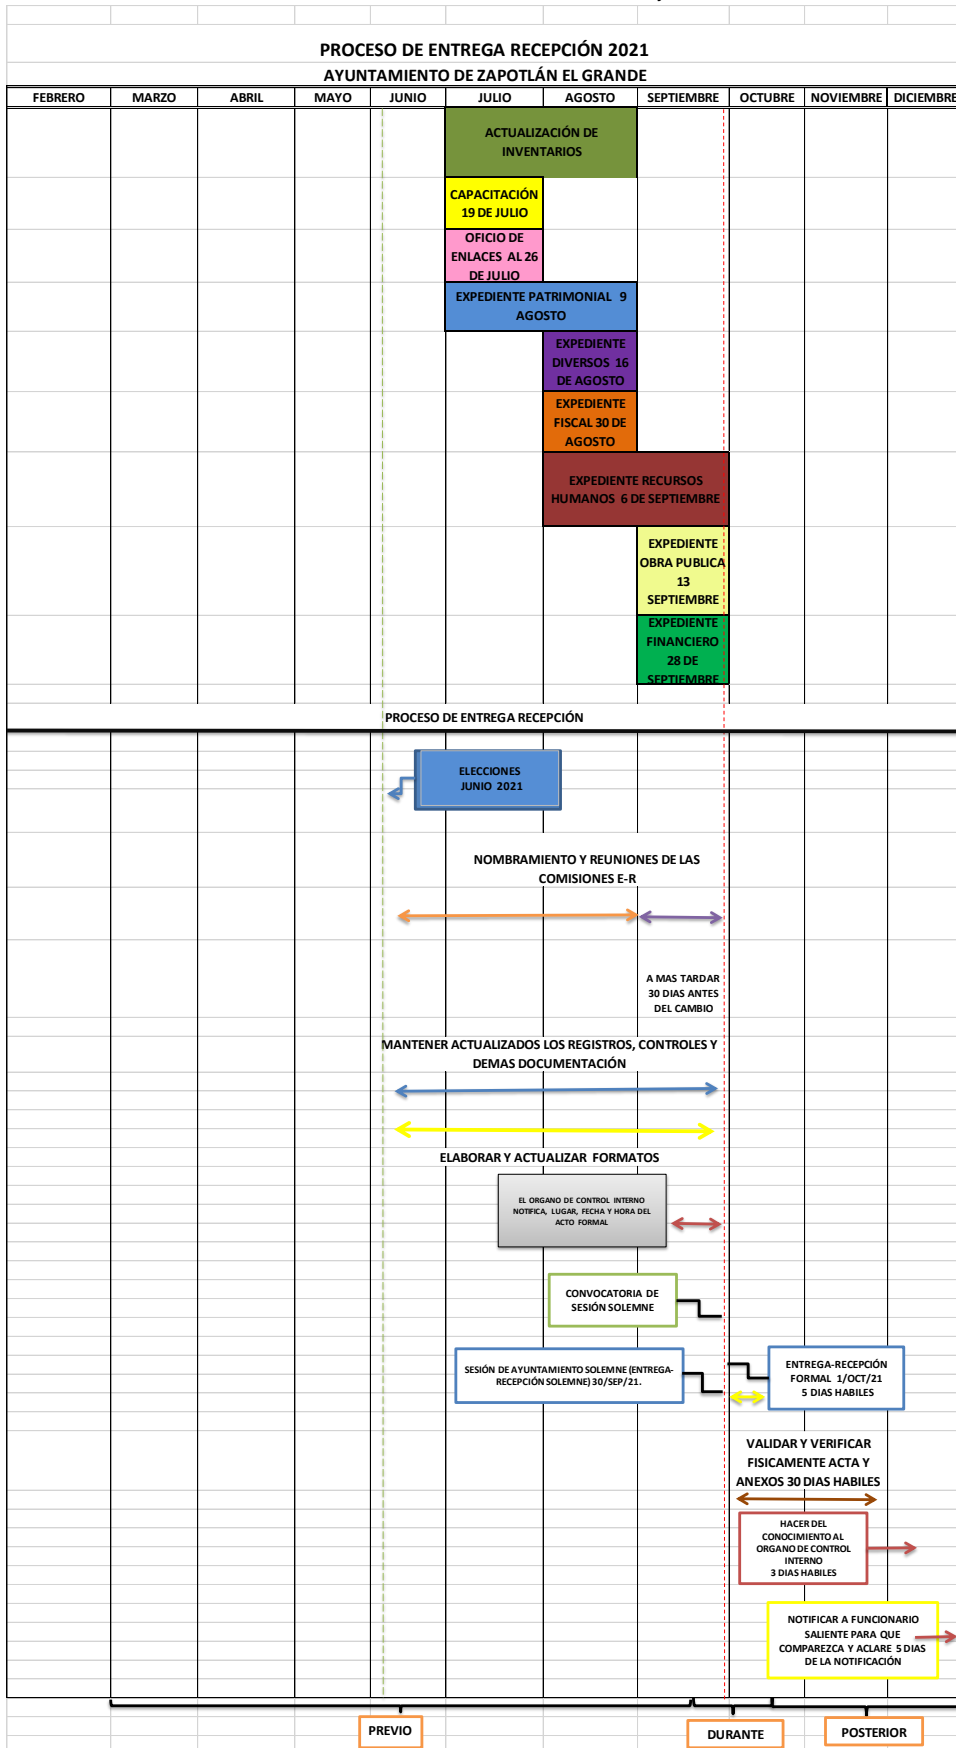 PROCESO DE ENTREGA RECEPCIÓN 2021
AYUNTAMIENTO DE ZAPOTLÁN EL GRANDE
FEBRERO MARZO ABRIL MAYO JUNIO JULIO AGOSTO SEPTIEMBRE OCTUBRE NOVIEMBRE DICIEMBRE
ACTUALIZACIÓN DE
INVENTARIOS
CAPACITACIÓN
19 DE JULIO
OFICIO DE
ENLACES AL 26
DE JULIO
EXPEDIENTE PATRIMONIAL 9
AGOSTO
EXPEDIENTE
DIVERSOS 16
DE AGOSTO
EXPEDIENTE
FISCAL 30 DE
AGOSTO
EXPEDIENTE RECURSOS
HUMANOS 6 DE SEPTIEMBRE
EXPEDIENTE
OBRA PUBLICA
13
SEPTIEMBRE
EXPEDIENTE
FINANCIERO
28 DE
SEPTIEMBRE
PROCESO DE ENTREGA RECEPCIÓN
ELECCIONES
JUNIO 2021
NOMBRAMIENTO Y REUNIONES DE LAS
COMISIONES E-R
A MAS TARDAR
30 DIAS ANTES
DEL CAMBIO
MANTENER ACTUALIZADOS LOS REGISTROS, CONTROLES Y
DEMAS DOCUMENTACIÓN
ELABORAR Y ACTUALIZAR FORMATOS
EL ORGANO DE CONTROL INTERNO
NOTIFICA, LUGAR, FECHA Y HORA DEL
ACTO FORMAL
CONVOCATORIA DE
SESIÓN SOLEMNE
SESIÓN DE AYUNTAMIENTO SOLEMNE (ENTREGA-
RECEPCIÓN SOLEMNE) 30/SEP/21.
ENTREGA-RECEPCIÓN
FORMAL 1/OCT/21
5 DIAS HABILES
VALIDAR Y VERIFICAR
FISICAMENTE ACTA Y
ANEXOS 30 DIAS HABILES
HACER DEL
CONOCIMIENTO AL
ORGANO DE CONTROL
INTERNO
3 DIAS HABILES
NOTIFICAR A FUNCIONARIO
SALIENTE PARA QUE
COMPAREZCA Y ACLARE 5 DIAS
DE LA NOTIFICACIÓN
PREVIO DURANTE POSTERIOR